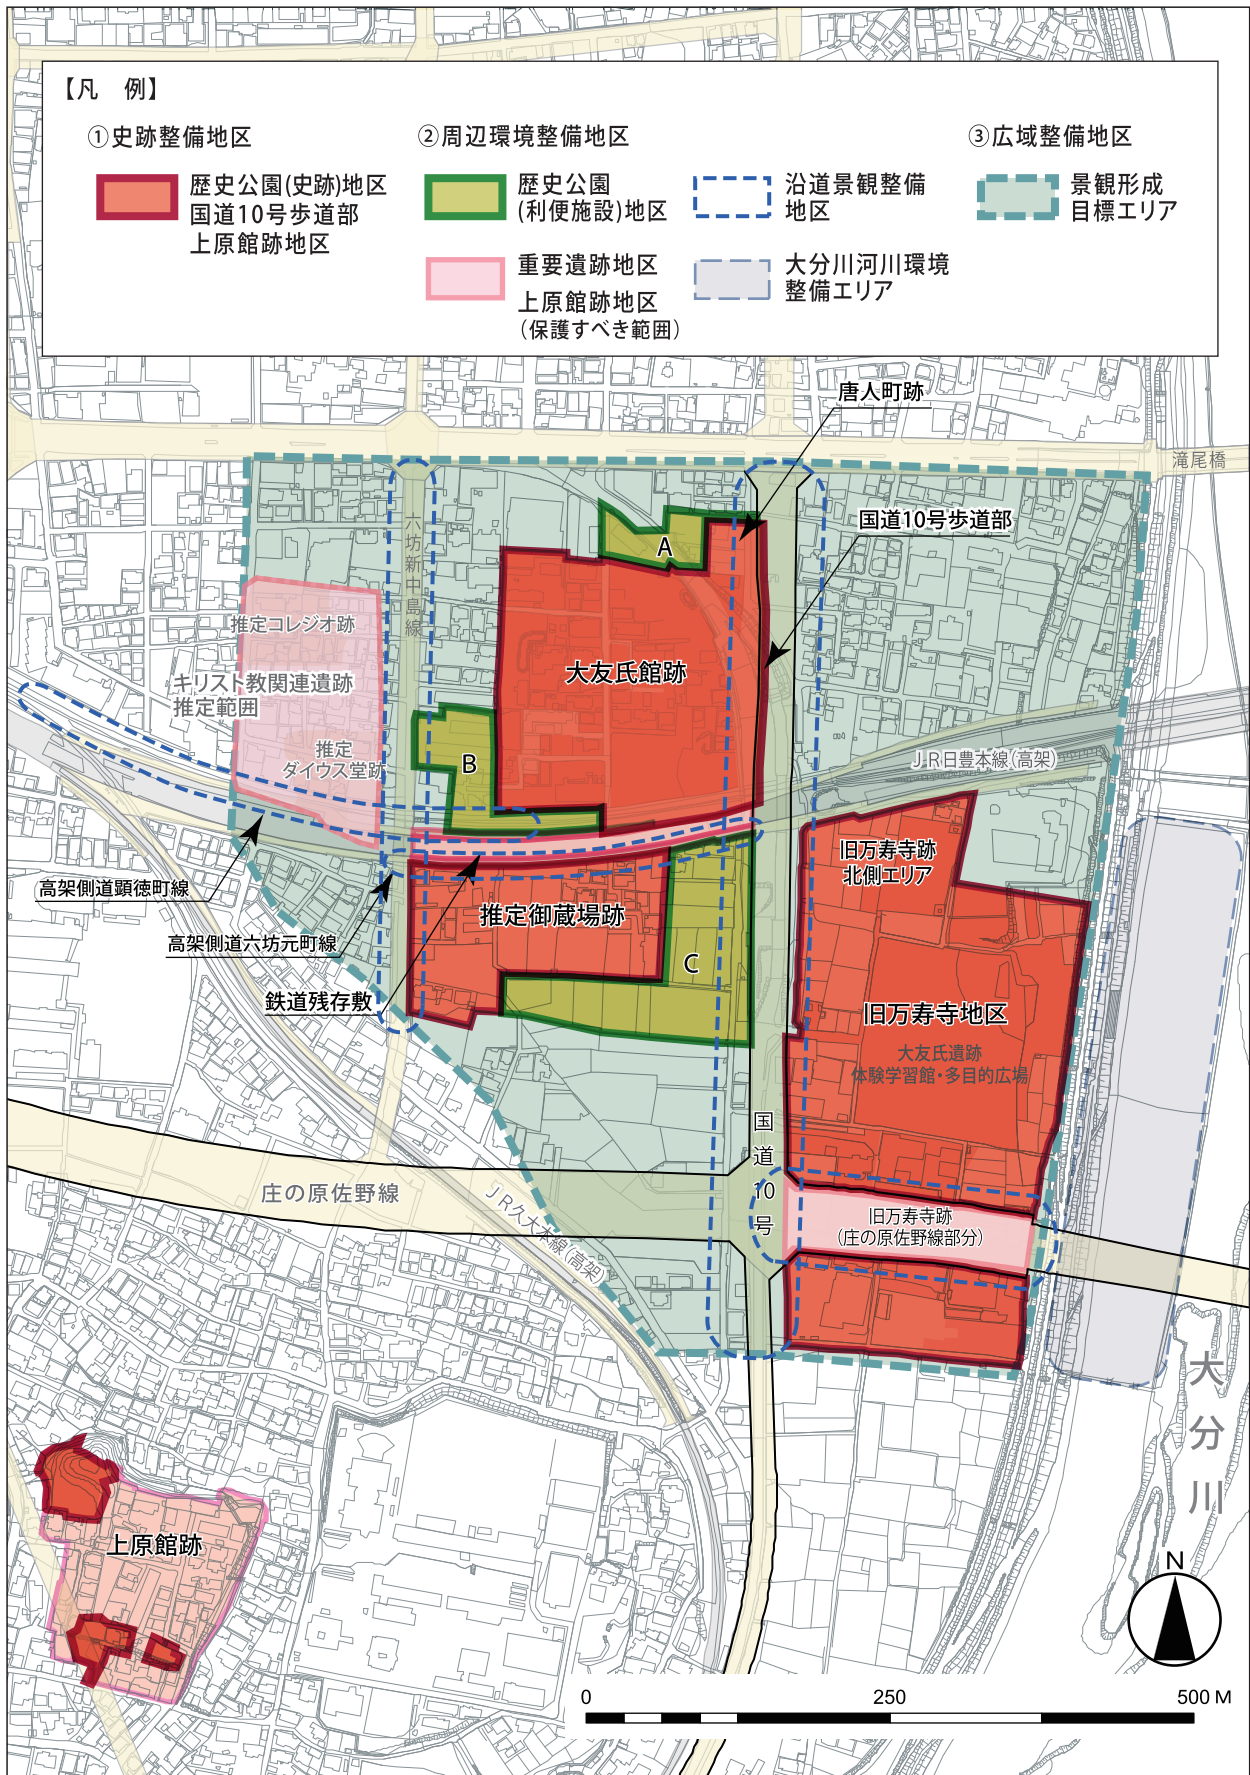 【凡　例】
①史跡整備地区
歴史公園(史跡)地区
国道10号歩道部
上原館跡地区
②周辺環境整備地区
歴史公園
(利便施設)地区
重要遺跡地区
上原館跡地区
（保護すべき範囲）
沿道景観整備
地区
大分川河川環境
整備エリア
③広域整備地区
景観形成
目標エリア
唐人町跡
滝尾橋
国道10号歩道部
六坊新中島線
A
推定コレジオ跡
大友氏館跡
キリスト教関連遺跡
推定範囲
推定
ダイウス堂跡
B
ＪＲ日豊本線(高架)
旧万寿寺跡
北側エリア
高架側道顕徳町線
推定御蔵場跡
高架側道六坊元町線
C
鉄道残存敷
旧万寿寺地区
大友氏遺跡
体験学習館・多目的広場
国道10号
庄の原佐野線
ＪＲ久大本線(高架)
旧万寿寺跡
（庄の原佐野線部分）
大分川
上原館跡
N
0
250
500 M